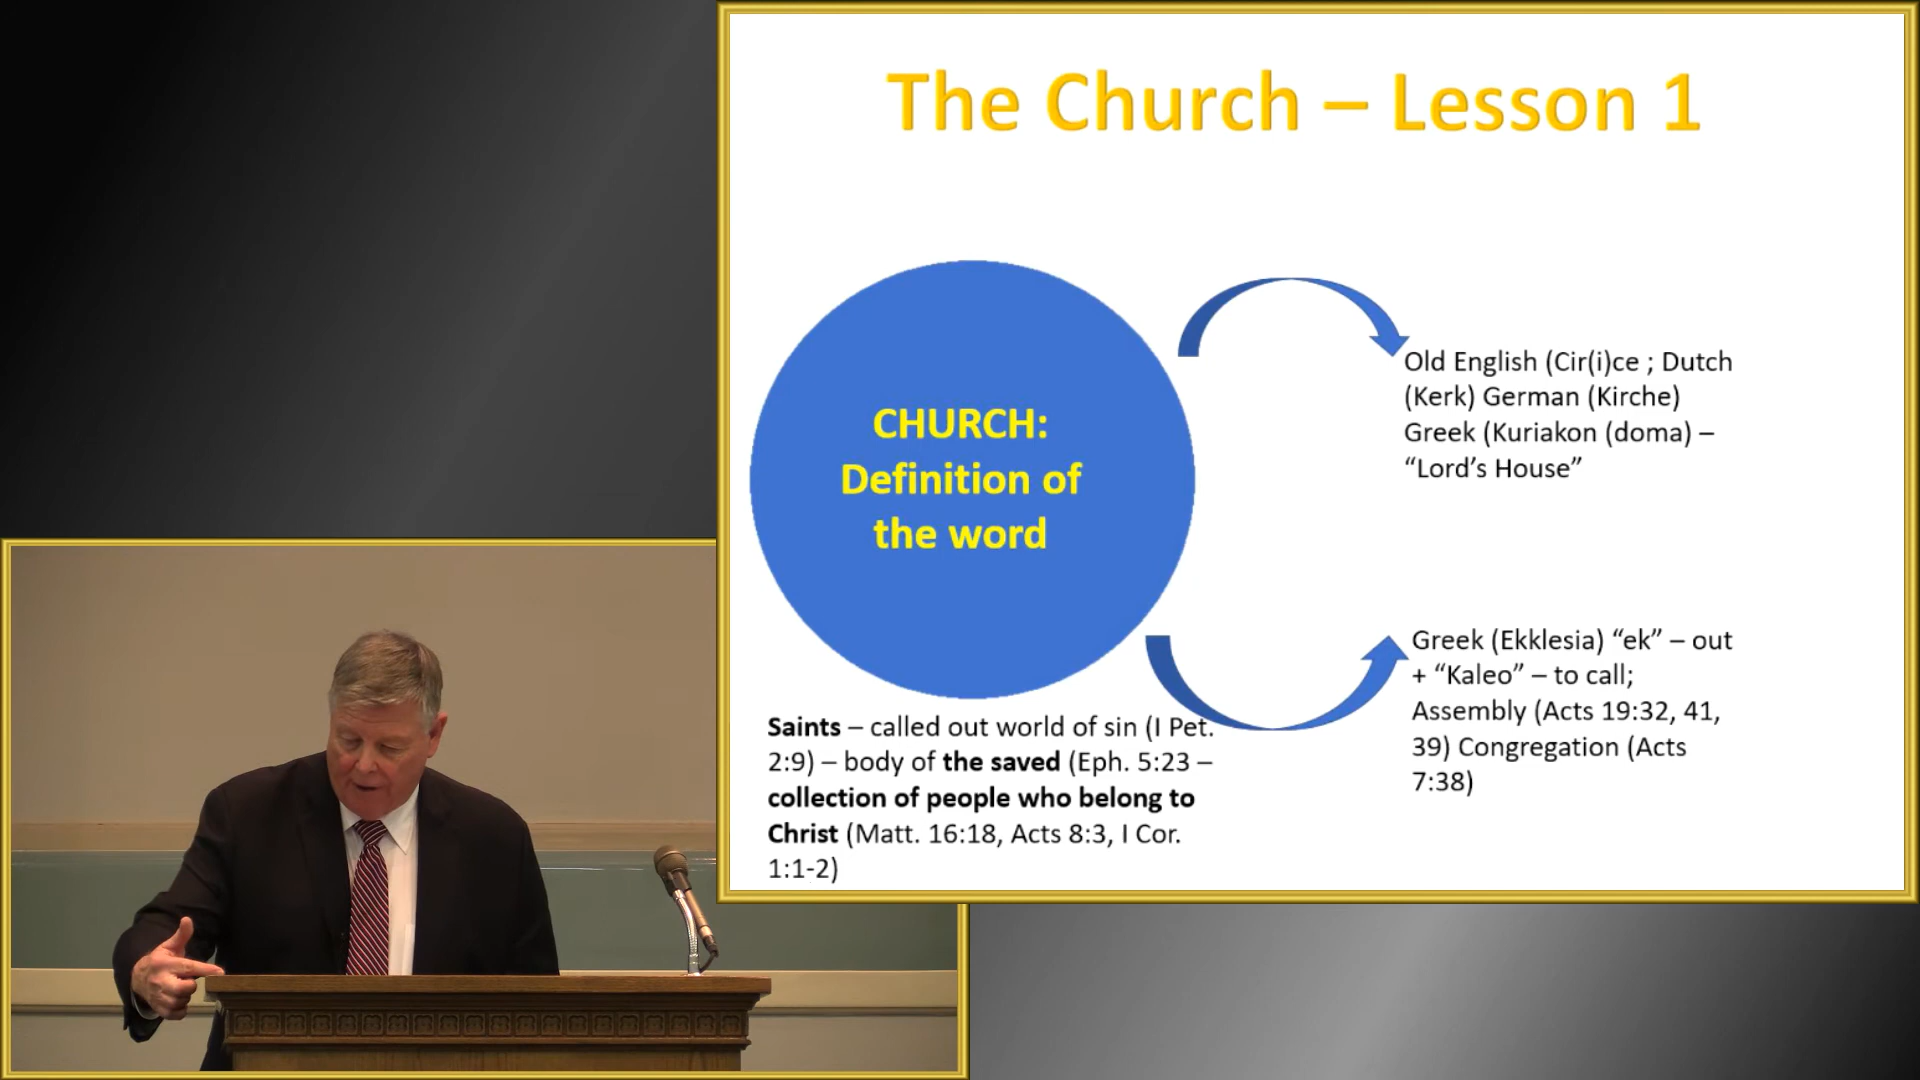 The Church – Lesson 1
CHURCH:
Definition of
the word
Old English (Cir(i)ce ; Dutch
(Kerk) German (Kirche)
Greek (Kuriakon (doma) –
“Lord’s House”
Greek (Ekklesia) “ek” – out
+ “Kaleo” – to call;
Assembly (Acts 19:32, 41,
39) Congregation (Acts
7:38)
Saints – called out world of sin (I Pet.
2:9) – body of the saved (Eph. 5:23 –
collection of people who belong to
Christ (Matt. 16:18, Acts 8:3, I Cor.
1:1-2)